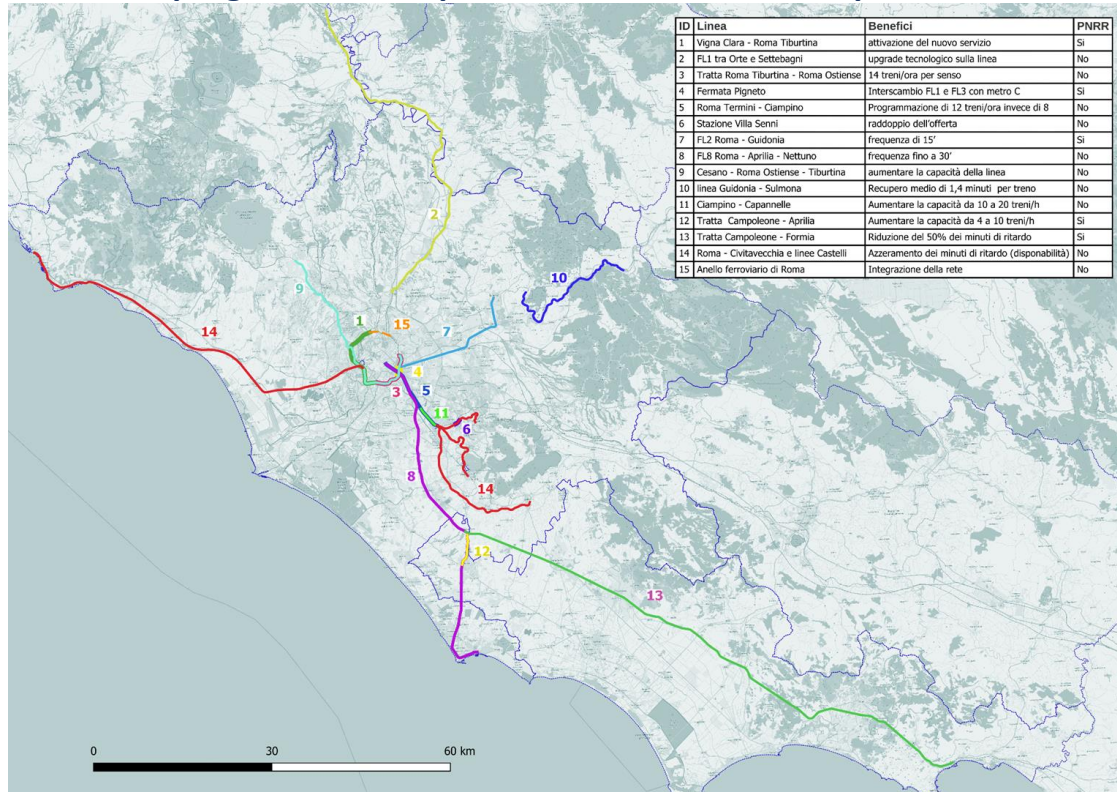 ID Linea Benefici PNRR
1 Vigna Clara - Roma Tiburtina attivazione del nuovo servizio Si
2 FL1 tra Orte e Settebagni upgrade tecnologico sulla linea No
3 Tratta Roma Tiburtina - Roma Ostiense 14 treni/ora per senso No
4 Fermata Pigneto Interscambio FL1 e FL3 con metro C Si
5 Roma Termini - Ciampino Programmazione di 12 treni/ora invece di 8 No
6 Stazione Villa Senni raddoppio dell'offerta No
7 FL2 Roma - Guidonia frequenza di 15' Si
8 FL8 Roma - Aprilia - Nettuno frequenza fino a 30' No
9 Cesano - Roma Ostiense - Tiburtina aumentare la capacità della linea No
10 linea Guidonia - Sulmona Recupero medio di 1,4 minuti per treno No
11 Ciampino - Capannelle Aumentare la capacità da 10 a 20 treni/h No
12 Tratta Campoleone - Aprilia Aumentare la capacità da 4 a 10 treni/h Si
13 Tratta Campoleone - Formia Riduzione del 50% dei minuti di ritardo Si
14 Roma - Civitavecchia e linee Castelli Azzeramento dei minuti di ritardo (disponabilità) No
15 Anello ferroviario di Roma Integrazione della rete No
2
10
9
14
1
15
7
4
3
5
11
6
8
14
12
13
0 30 60 km